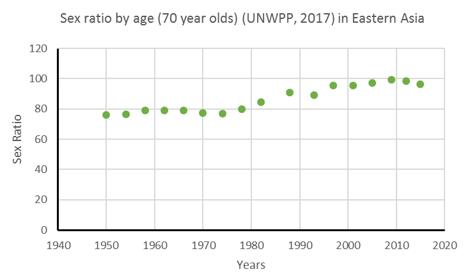 Sex ratio by age (70 year olds) (UNWPP, 2017) in Eastern Asia
120
100
80
60
40
20
0
Sex Ratio
1940 1950 1960 1970 1980 1990 2000 2010 2020
Years